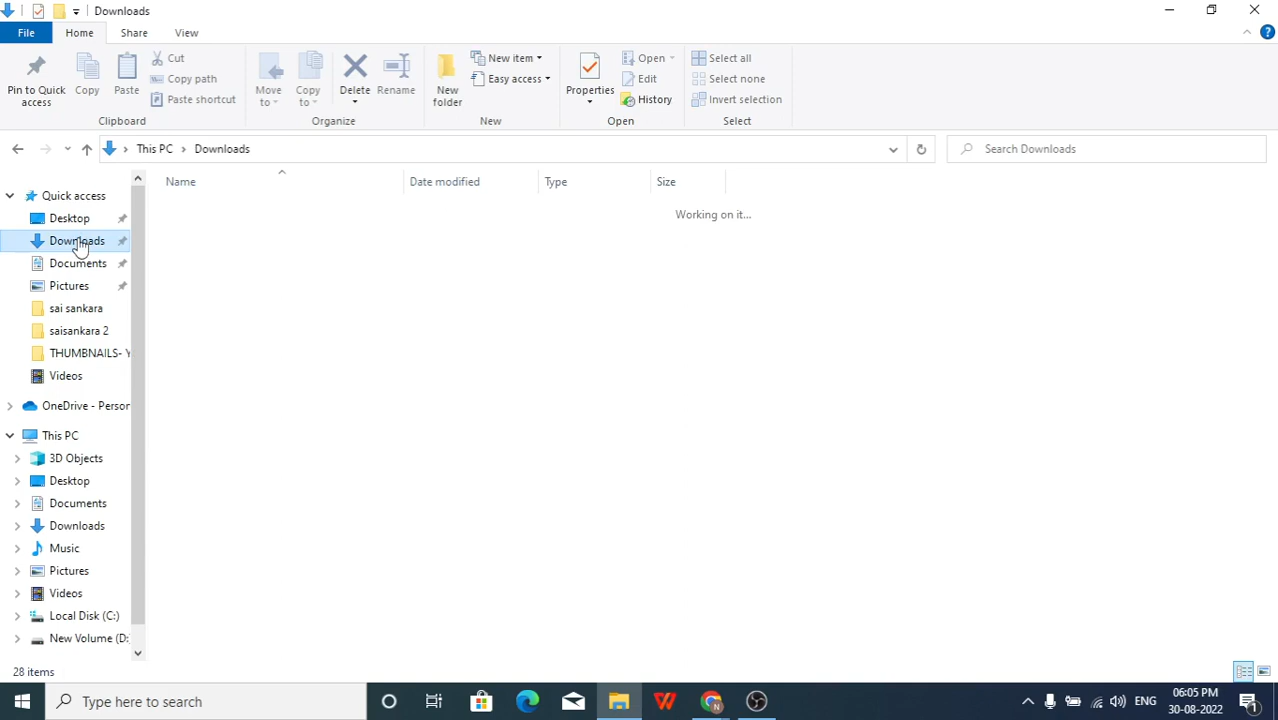 Downloads
File Home Share View
Pin to Quick access
Copy
Paste
Cut
Copy path
Paste shortcut
Clipboard
Move to
Copy to
Delete
Rename
Organize
New folder
New item
Easy access
New
Properties
Open
Edit
History
Open
Select all
Select none
Invert selection
Select
This PC > Downloads
Search Downloads
Name Date modified Type Size
Working on it...
Quick access
Desktop
Downloads
Documents
Pictures
sai sankara
saisankara 2
THUMBNAILS- Y
Videos
OneDrive - Person
This PC
3D Objects
Desktop
Documents
Downloads
Music
Pictures
Videos
Local Disk (C:)
New Volume (D:
28 items
Type here to search
ENG
06:05 PM
30-08-2022